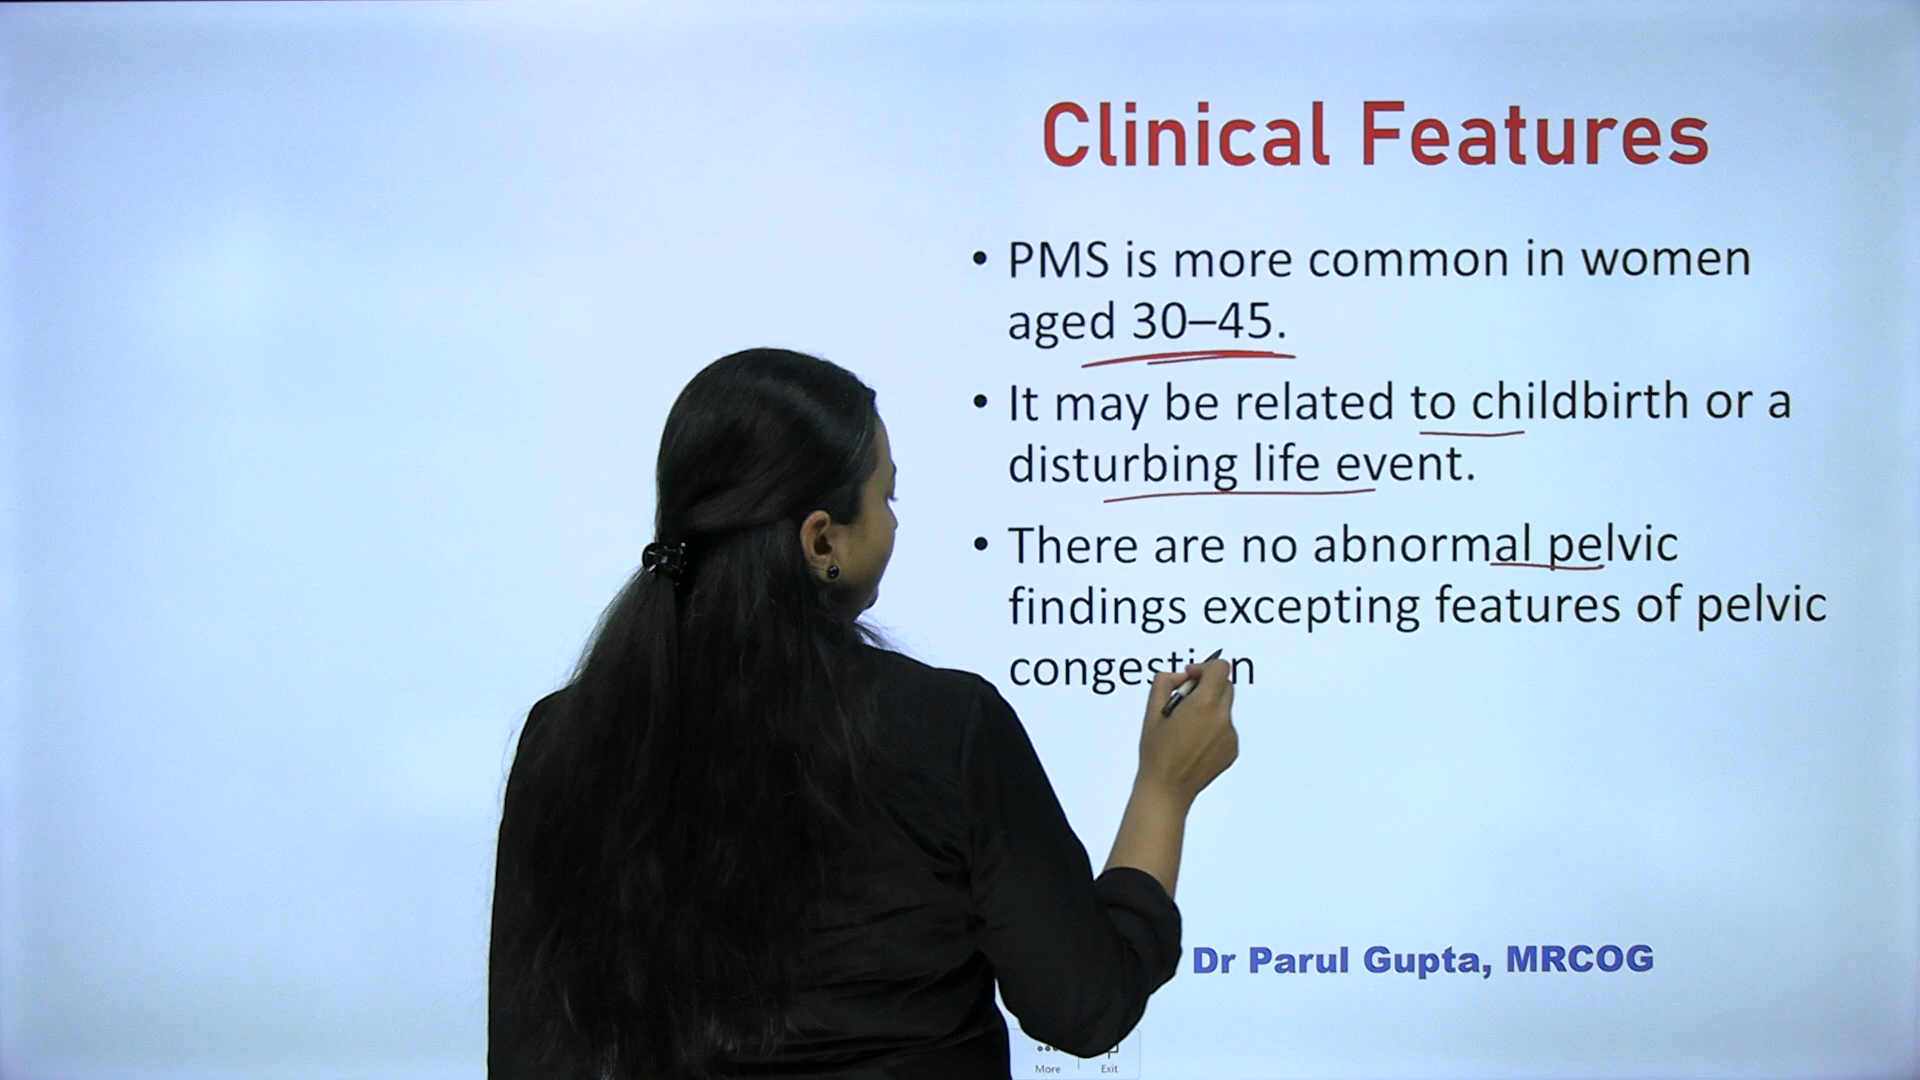 Clinical Features
• PMS is more common in women
aged 30–45.
• It may be related to childbirth or a
disturbing life event.
• There are no abnormal pelvic
findings excepting features of pelvic
congestion
Dr Parul Gupta, MRCOG
More Exit